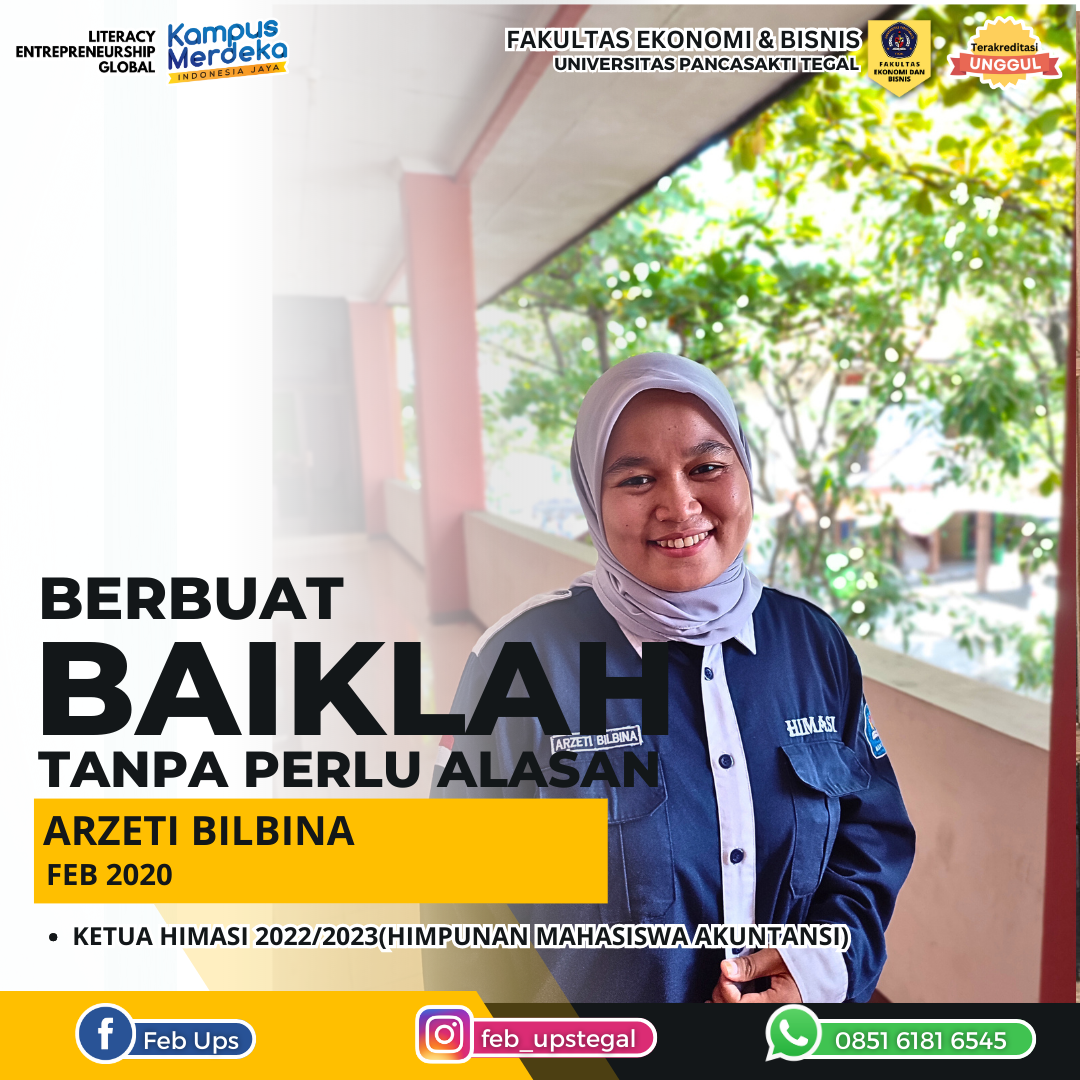 LITERACY
ENTREPRENEURSHIP
GLOBAL
Kampus
Merdeka
INDONESIA JAYA
FAKULTAS EKONOMI & BISNIS
UNIVERSITAS PANCASAKTI TEGAL
FAKULTAS
EKONOMI DAN
BISNIS
Terakreditasi
UNGGUL
BERBUAT
BAIKLAH
TANPA PERLU ALASAN
ARZETI BILBINA
HIMASI
ARZETI BILBINA
FEB 2020
• KETUA HIMASI 2022/2023(HIMPUNAN MAHASISWA AKUNTANSI)
Feb Ups
feb_upstegal
0851 6181 6545